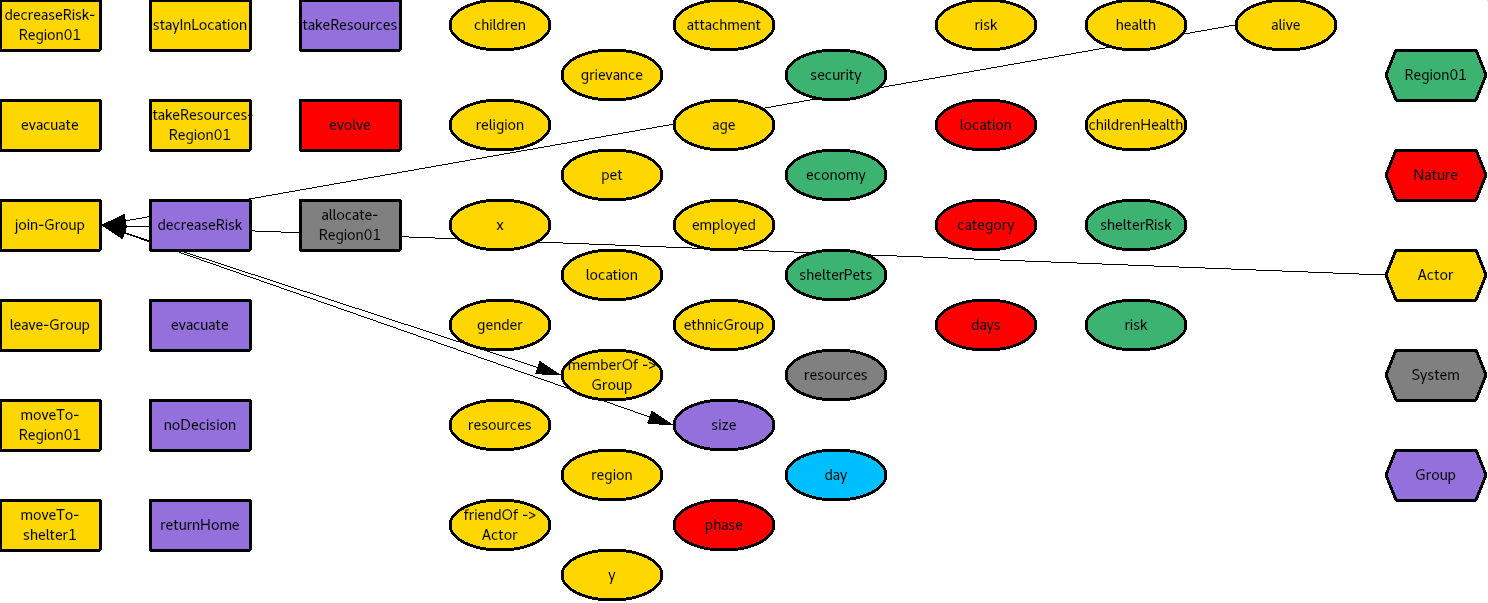 decreaseRisk-
Region01
stayInLocation
takeResources
children
attachment
risk
health
alive
grievance
security
Region01
evacuate
takeResources-
Region01
evolve
religion
age
location
childrenHealth
pet
economy
Nature
join-Group
decreaseRisk
allocate-
Region01
x
employed
category
shelterRisk
location
shelterPets
Actor
leave-Group
evacuate
gender
ethnicGroup
days
risk
memberOf ->
Group
resources
System
moveTo-
Region01
noDecision
resources
size
region
day
Group
moveTo-
shelter1
returnHome
friendOf ->
Actor
phase
y